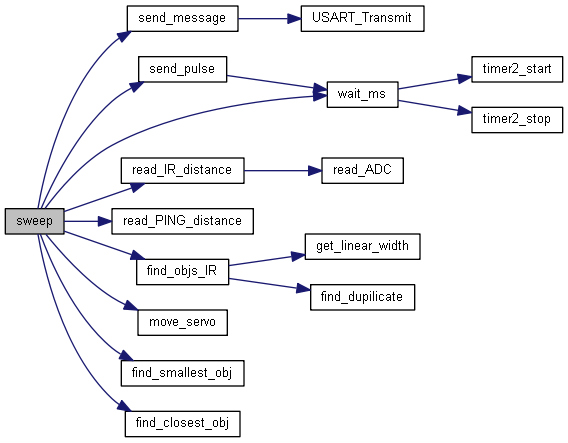 send_message
USART_Transmit
send_pulse
timer2_start
wait_ms
timer2_stop
read_IR_distance
read_ADC
sweep
read_PING_distance
get_linear_width
find_objs_IR
find_dupilicate
move_servo
find_smallest_obj
find_closest_obj